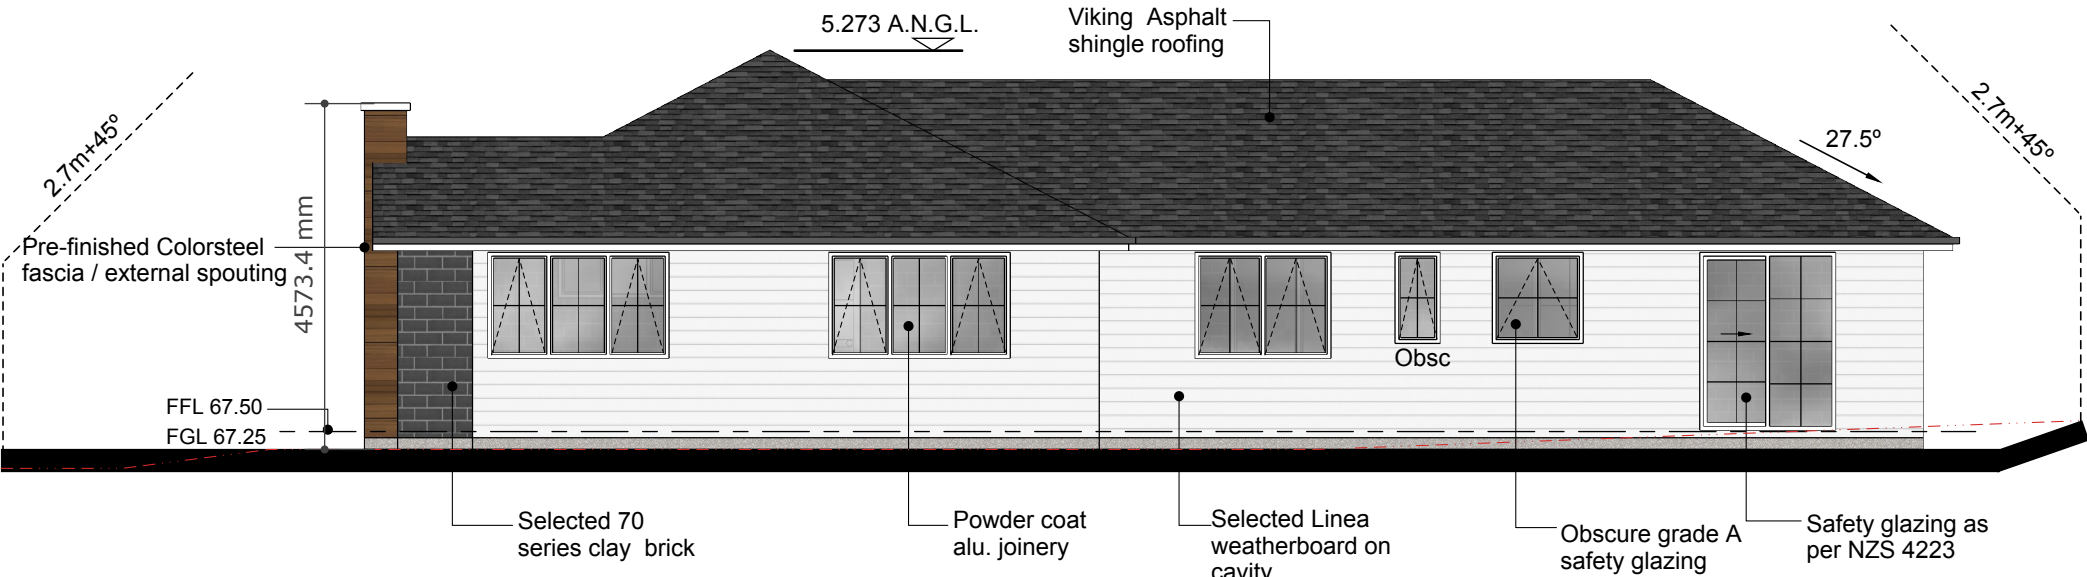 5.273 A.N.G.L.
Viking Asphalt
shingle roofing
2.7m+45º
2.7m+45º
27.5º
Pre-finished Colorsteel
fascia / external spouting
4573.4 mm
Obsc
FFL 67.50
FGL 67.25
Selected 70
series clay brick
Powder coat
alu. joinery
Selected Linea
weatherboard on
cavity
Obscure grade A
safety glazing
Safety glazing as
per NZS 4223